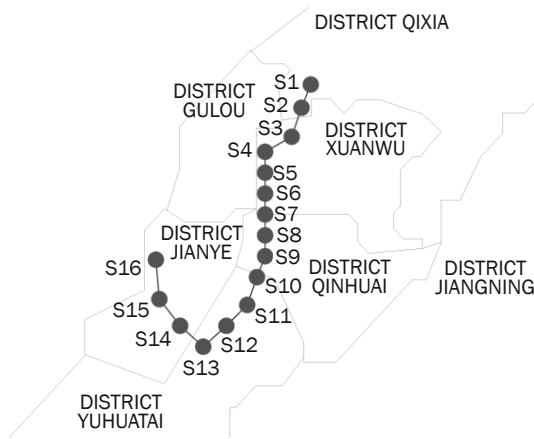 DISTRICT QIXIA
S1
DISTRICT
GULOU
S2
S3
DISTRICT
XUANWU
S4
S5
S6
S7
DISTRICT
JIANYE
S8
S9
S16
DISTRICT
QINHUAI
DISTRICT
JIANGNING
S10
S15
S11
S14
S12
S13
DISTRICT
YUHUATAI